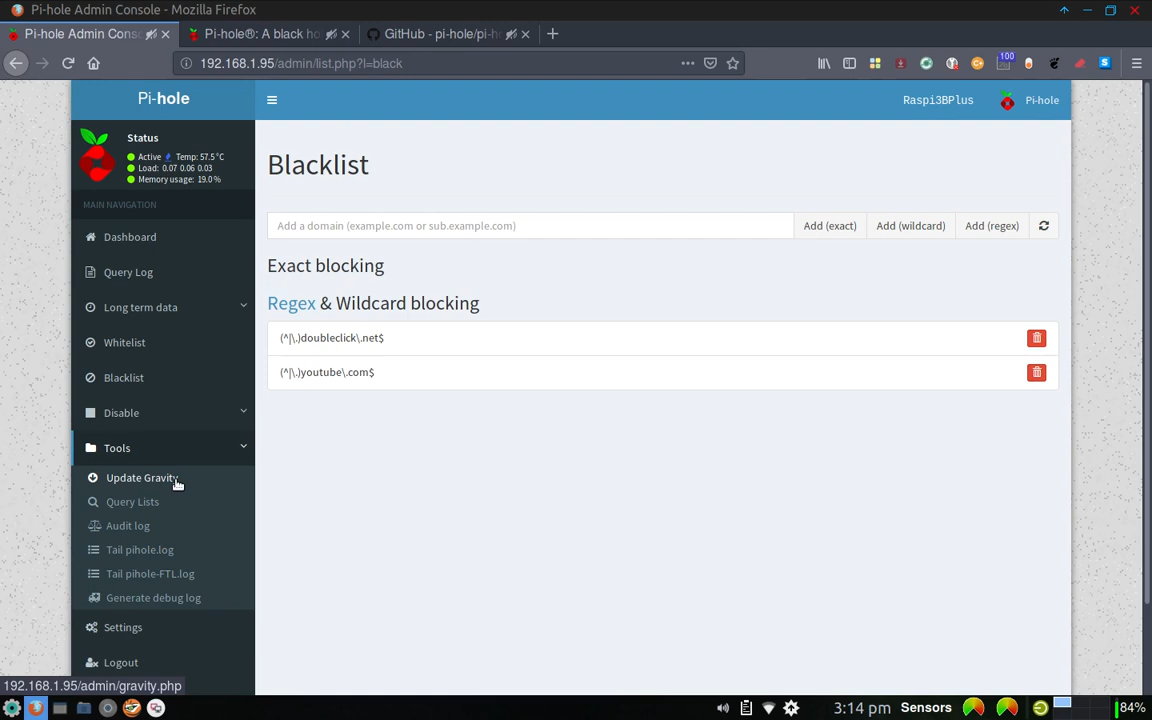 Pi-hole Admin Console - Mozilla Firefox
Pi-hole Admin Conso
Pi-hole®: A black ho
GitHub - pi-hole/pi-h
192.168.1.95/admin/list.php?l=black
100
Pi-hole
Raspi3BPlus
Pi-hole
Status
Active Temp: 57.5°C
Load: 0.07 0.06 0.03
Memory usage: 19.0%
MAIN NAVIGATION
Dashboard
Query Log
Long term data
Whitelist
Blacklist
Disable
Tools
Update Gravity
Query Lists
Audit log
Tail pihole.log
Tail pihole-FTL.log
Generate debug log
Settings
Logout
Blacklist
Add a domain (example.com or sub.example.com)
Add (exact)
Add (wildcard)
Add (regex)
Exact blocking
Regex & Wildcard blocking
(^|\.)doubleclick\.net$
(^|\.)youtube\.com$
192.168.1.95/admin/gravity.php
3:14 pm
Sensors
84%